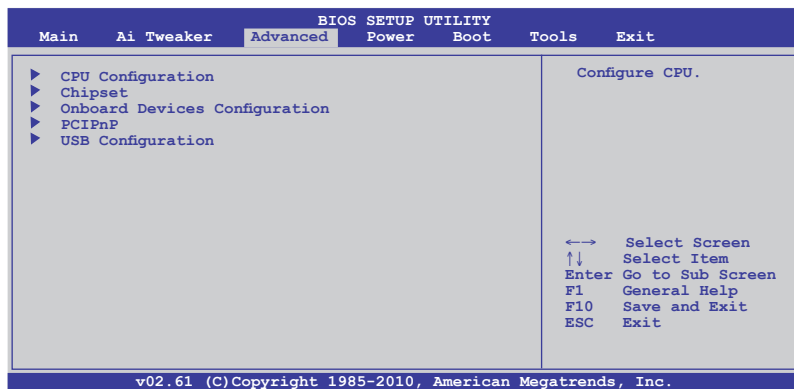 BIOS SETUP UTILITY
Main Ai Tweaker Advanced Power Boot Tools Exit
CPU Configuration
Chipset
Onboard Devices Configuration
PCIPnP
USB Configuration
Configure CPU.
←→ Select Screen
↑↓ Select Item
Enter Go to Sub Screen
F1 General Help
F10 Save and Exit
ESC Exit
v02.61 (C)Copyright 1985-2010, American Megatrends, Inc.